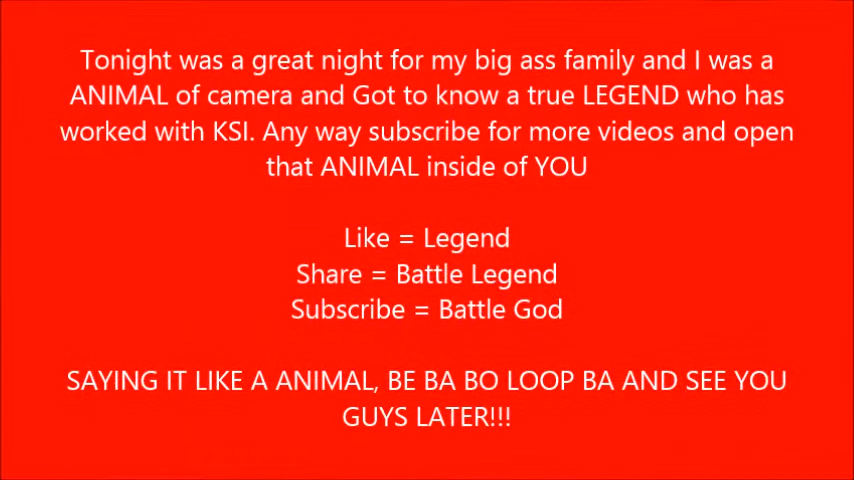 Tonight was a great night for my big ass family and I was a
ANIMAL of camera and Got to know a true LEGEND who has
worked with KSI. Any way subscribe for more videos and open
that ANIMAL inside of YOU
Like = Legend
Share = Battle Legend
Subscribe = Battle God
SAYING IT LIKE A ANIMAL, BE BA BO LOOP BA AND SEE YOU
GUYS LATER!!!